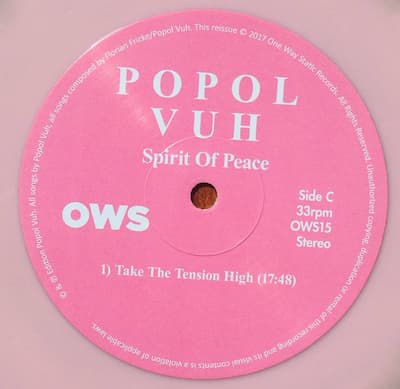 ℗ & © Edition Popol Vuh. All songs by Popol Vuh, all songs composed by Florian Fricke/Popol Vuh. This reissue © 2017 One Way Static Records. All Rights Reserved. Unauthorized copying, duplication or rental of this recording and its visual contents is a violation of applicable laws.
POPOL
VUH
Spirit Of Peace
Side C
33rpm
OWS15
Stereo
OWS
1) Take The Tension High (17:48)